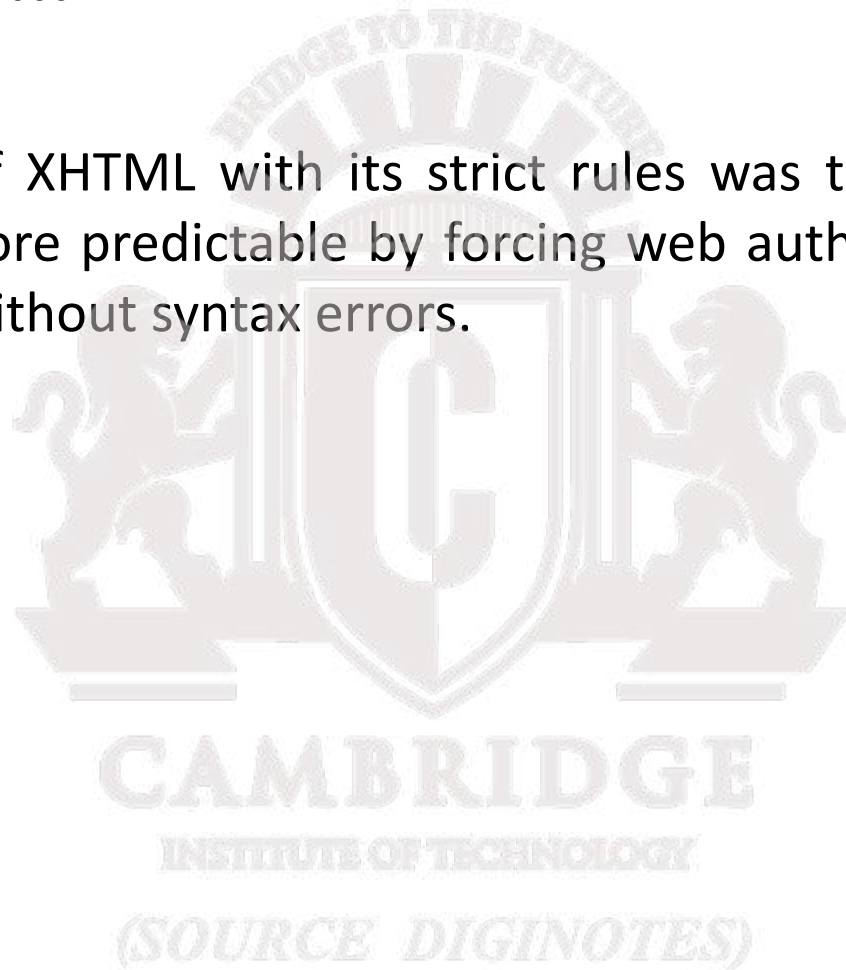 BRIDGE TO THE FUTURE
f XHTML with its strict rules was t
ore predictable by forcing web auth
ithout syntax errors.
C
CAMBRIDGE
INSTITUTE OF TECHNOLOGY
(SOURCE DIGINOTES)